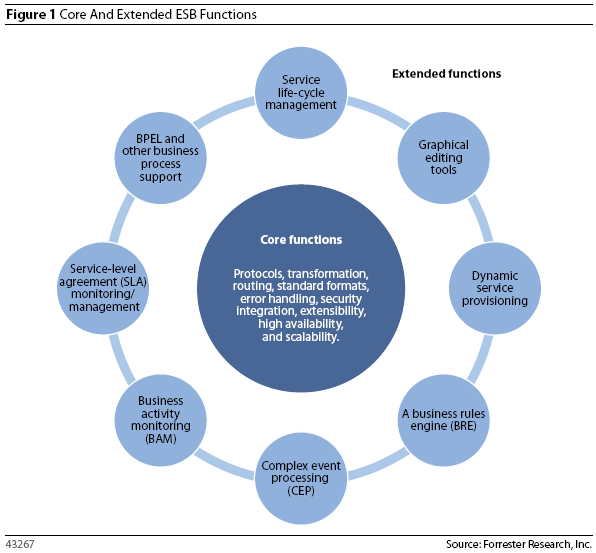 Figure 1 Core And Extended ESB Functions
Extended functions
Service
life-cycle
management
Graphical
editing
tools
Dynamic
service
provisioning
A business rules
engine (BRE)
Complex event
processing
(CEP)
Business
activity
monitoring
(BAM)
Service-level
agreement (SLA)
monitoring/
management
BPEL and
other business
process
support
Core functions
Protocols, transformation,
routing, standard formats,
error handling, security
integration, extensibility,
high availability,
and scalability.
43267
Source: Forrester Research, Inc.